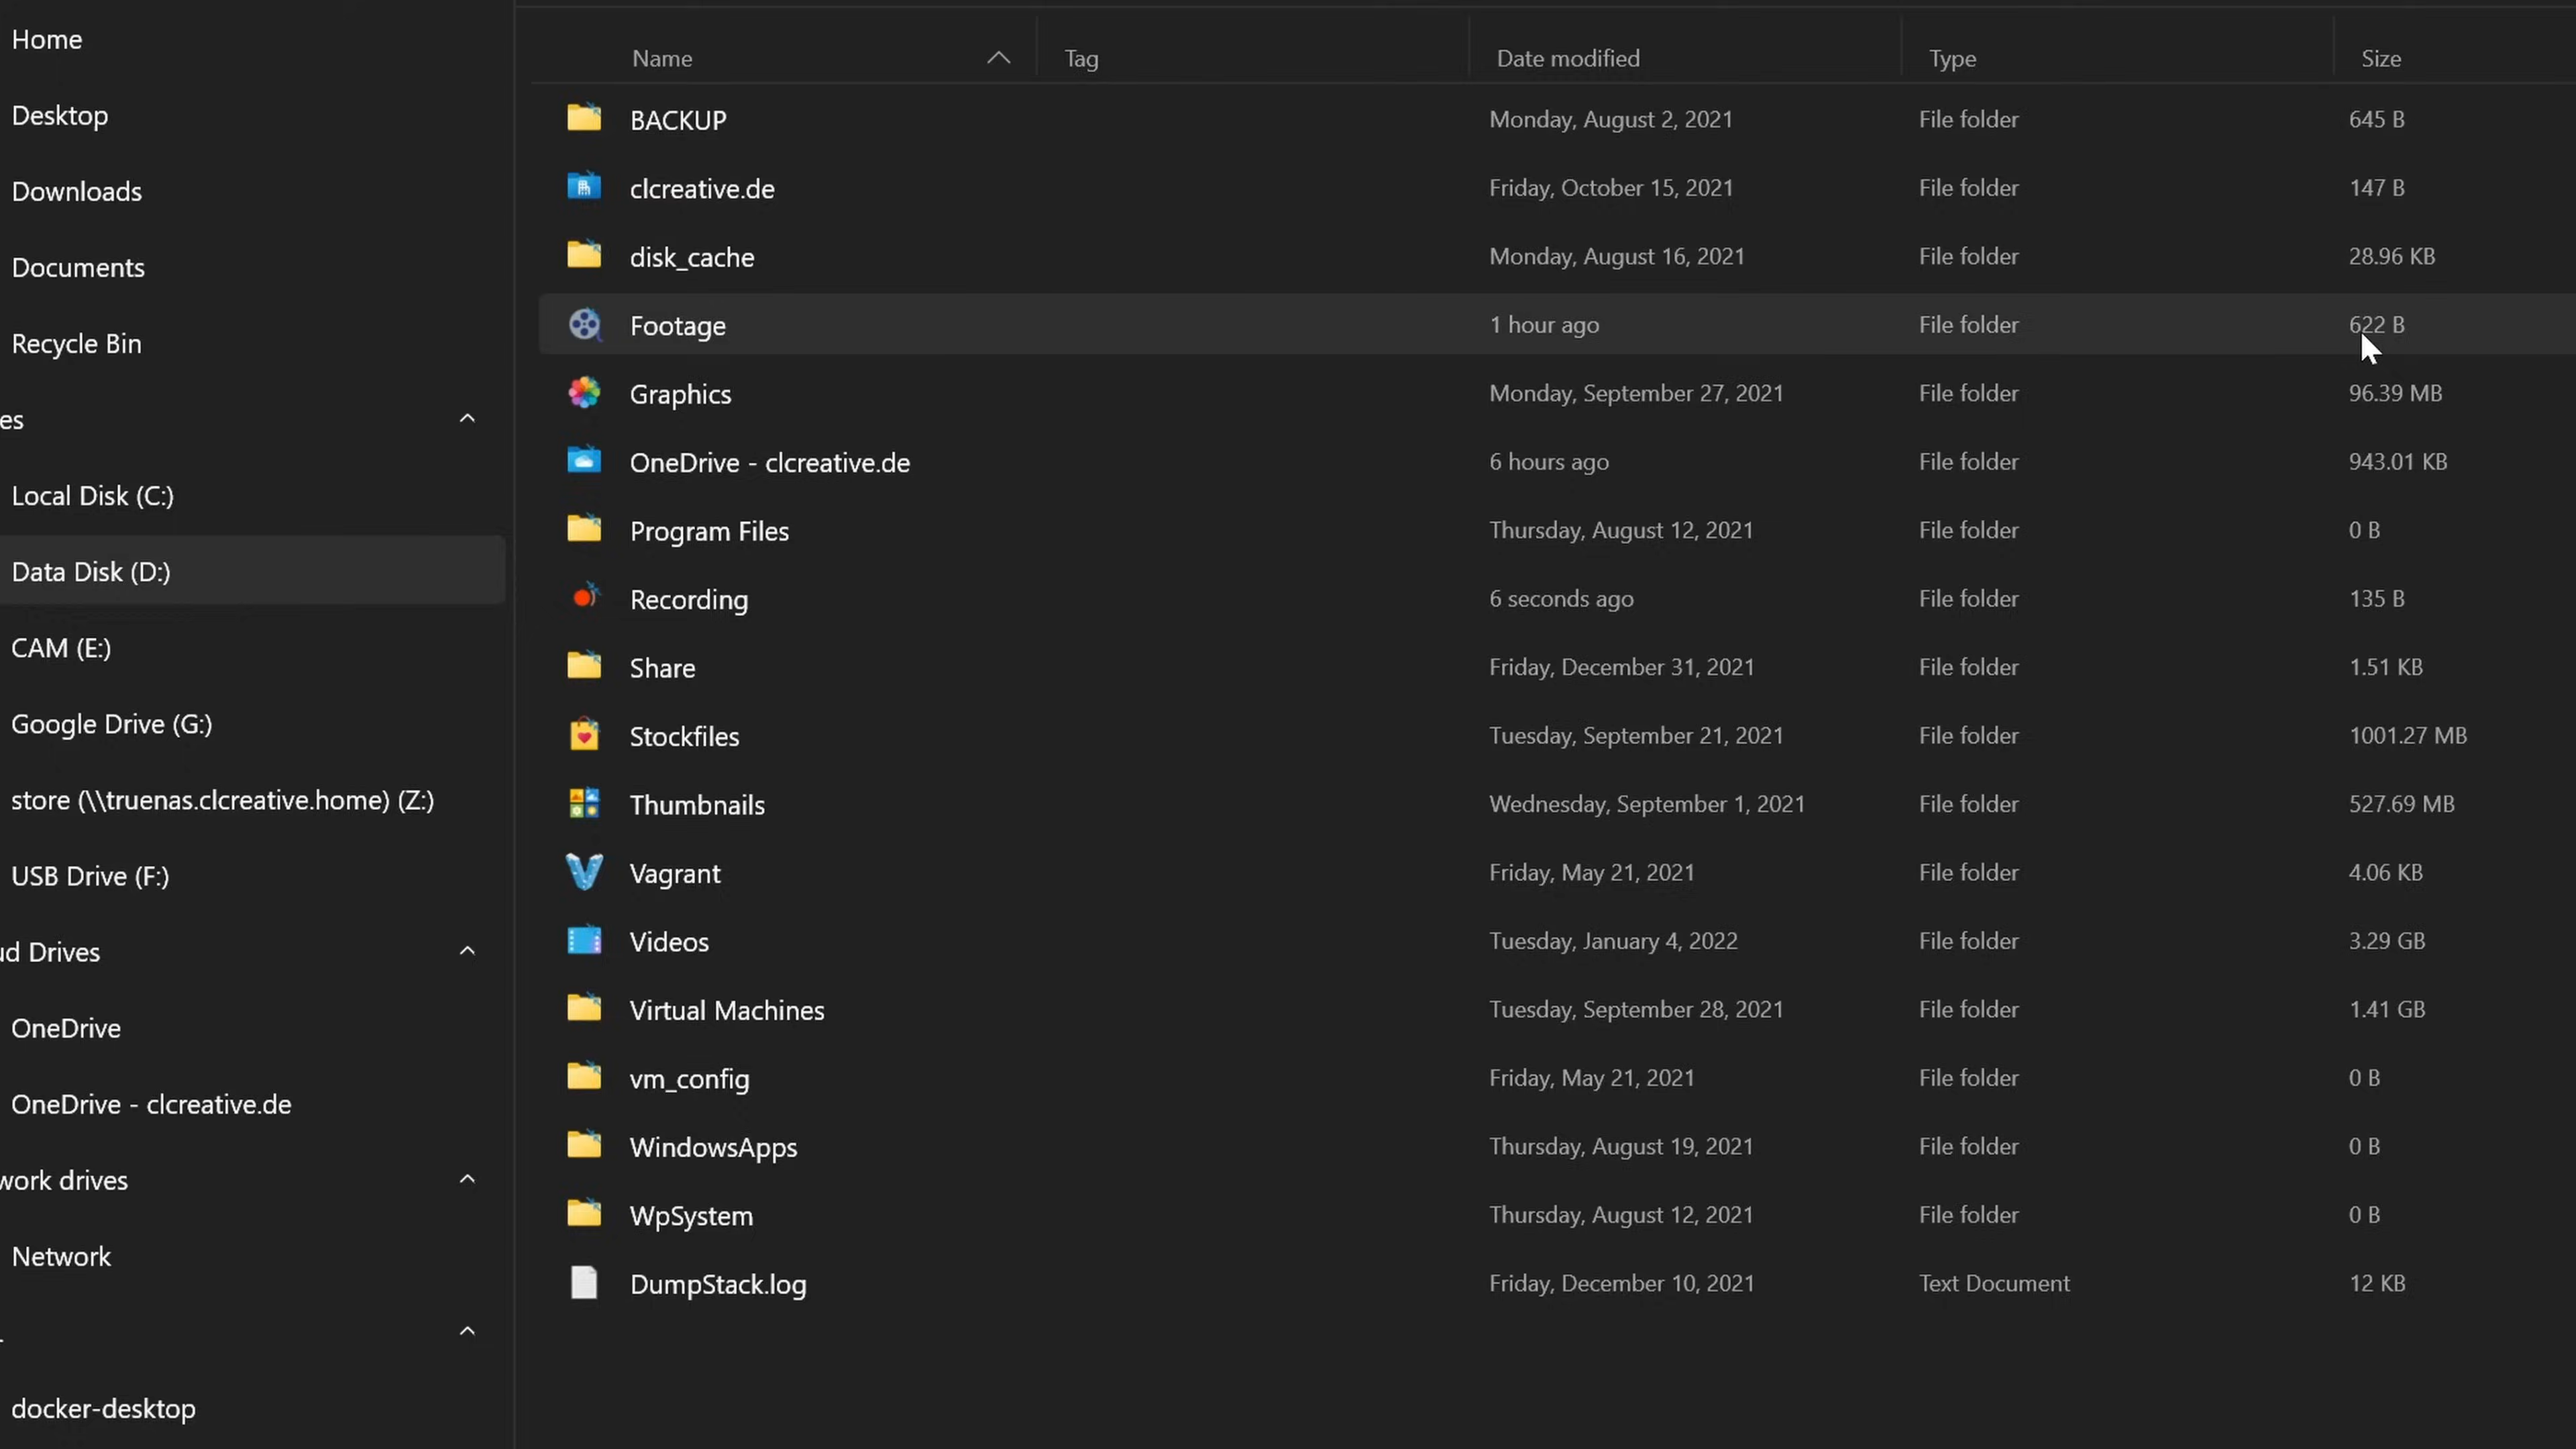 Home
Desktop
Downloads
Documents
Recycle Bin
es
Local Disk (C:)
Data Disk (D:)
CAM (E:)
Google Drive (G:)
store (\\truenas.clcreative.home) (Z:)
USB Drive (F:)
ud Drives
OneDrive
OneDrive - clcreative.de
work drives
Network
docker-desktop
Name Tag Date modified Type Size
BACKUP Monday, August 2, 2021 File folder 645 B
clcreative.de Friday, October 15, 2021 File folder 147 B
disk_cache Monday, August 16, 2021 File folder 28.96 KB
Footage 1 hour ago File folder 622 B
Graphics Monday, September 27, 2021 File folder 96.39 MB
OneDrive - clcreative.de 6 hours ago File folder 943.01 KB
Program Files Thursday, August 12, 2021 File folder 0 B
Recording 6 seconds ago File folder 135 B
Share Friday, December 31, 2021 File folder 1.51 KB
Stockfiles Tuesday, September 21, 2021 File folder 1001.27 MB
Thumbnails Wednesday, September 1, 2021 File folder 527.69 MB
Vagrant Friday, May 21, 2021 File folder 4.06 KB
Videos Tuesday, January 4, 2022 File folder 3.29 GB
Virtual Machines Tuesday, September 28, 2021 File folder 1.41 GB
vm_config Friday, May 21, 2021 File folder 0 B
WindowsApps Thursday, August 19, 2021 File folder 0 B
WpSystem Thursday, August 12, 2021 File folder 0 B
DumpStack.log Friday, December 10, 2021 Text Document 12 KB